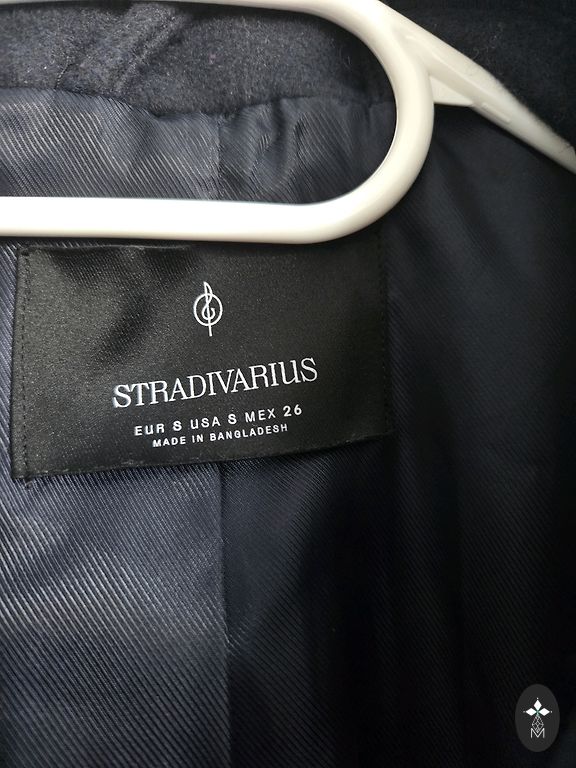 STRADIVARIUS
EUR S USA S MEX 26
MADE IN BANGLADESH
M